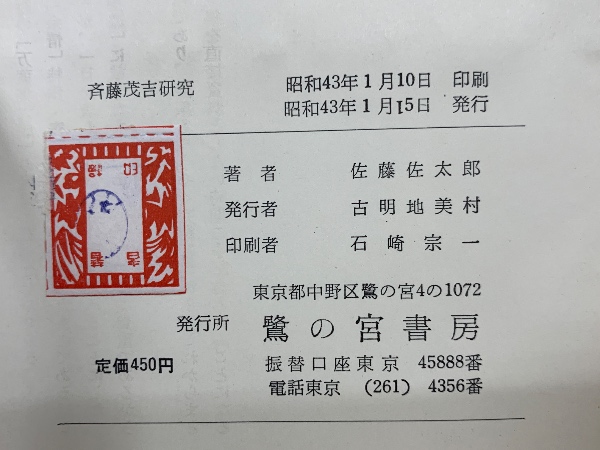 斉藤茂吉研究
昭和43年1月10日 印刷
昭和43年1月15日 発行
著者 佐藤佐太郎
発行者 古明地美村
印刷者 石崎宗一
東京都中野区鷺の宮4の1072
発行所 鷺の宮書房
定価450円
振替口座東京 45888番
電話東京 (261) 4356番